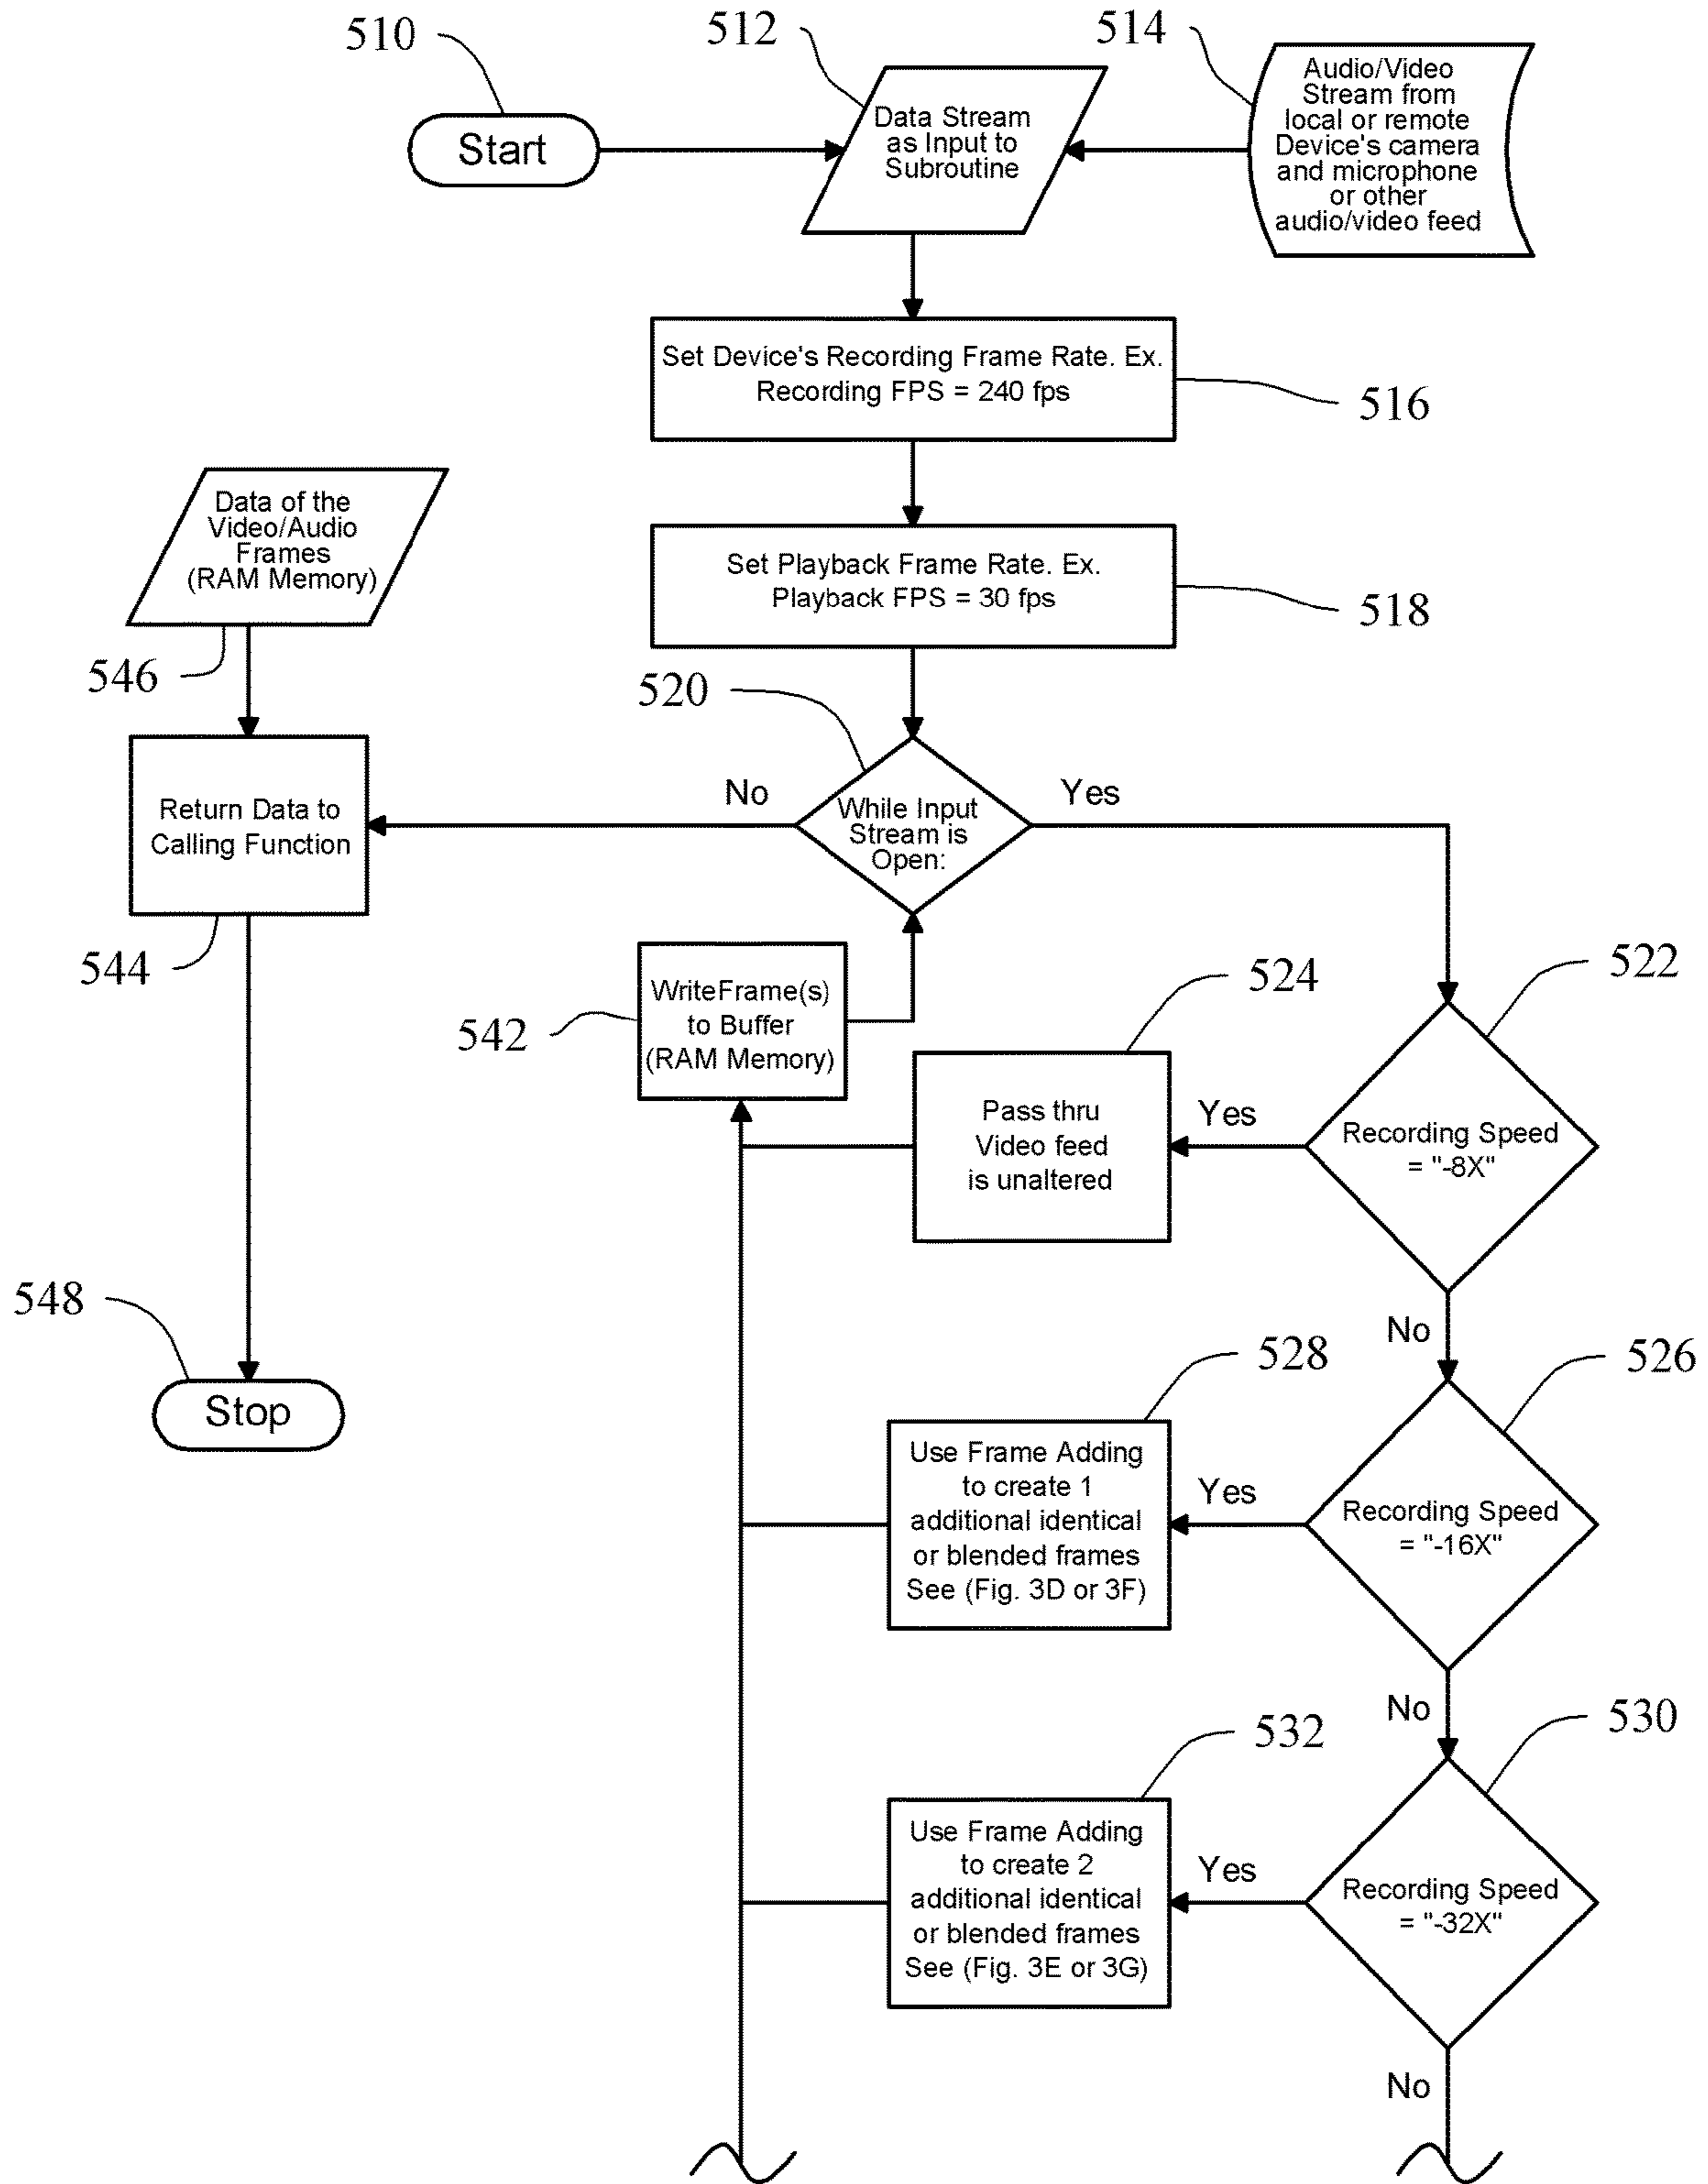 510
512
514
Start
Data Stream
as Input to
Subroutine
Audio/Video
Stream from
local or remote
Device's camera
and microphone
or other
audio/video feed
Set Device's Recording Frame Rate. Ex.
Recording FPS = 240 fps
516
Data of the
Video/Audio
Frames
(RAM Memory)
546
Set Playback Frame Rate. Ex.
Playback FPS = 30 fps
518
520
No
Yes
While Input
Stream is
Open:
Return Data to
Calling Function
544
WriteFrame(s)
to Buffer
(RAM Memory)
542
524
522
Pass thru
Video feed
is unaltered
Yes
Recording Speed
= "-8X"
No
548
Stop
528
526
Use Frame Adding
to create 1
additional identical
or blended frames
See (Fig. 3D or 3F)
Yes
Recording Speed
= "-16X"
No
532
530
Use Frame Adding
to create 2
additional identical
or blended frames
See (Fig. 3E or 3G)
Yes
Recording Speed
= "-32X"
No